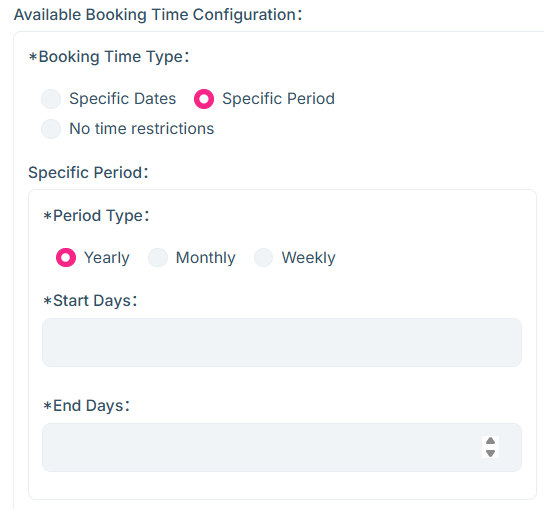 Available Booking Time Configuration：
*Booking Time Type：
Specific Dates Specific Period
No time restrictions
Specific Period：
*Period Type：
Yearly Monthly Weekly
*Start Days：
*End Days：